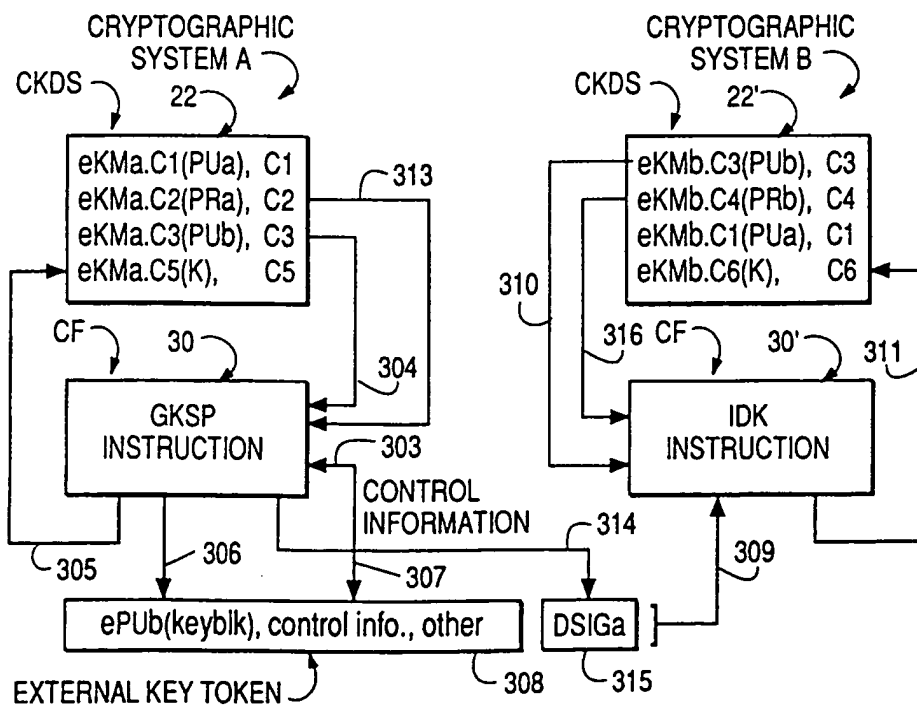 CRYPTOGRAPHIC
SYSTEM A
CKDS
22
eKMa.C1(PUa), C1
eKMa.C2(PRa), C2
eKMa.C3(PUb), C3
eKMa.C5(K), C5
313
CRYPTOGRAPHIC
SYSTEM B
CKDS
22'
eKMb.C3(PUb), C3
eKMb.C4(PRb), C4
eKMb.C1(PUa), C1
eKMb.C6(K), C6
310
316
CF
30
304
GKSP
INSTRUCTION
303
CONTROL
INFORMATION
CF
30'
311
IDK
INSTRUCTION
305
306
307
314
309
ePUb(keyblk), control info., other
DSIGa
EXTERNAL KEY TOKEN
308
315